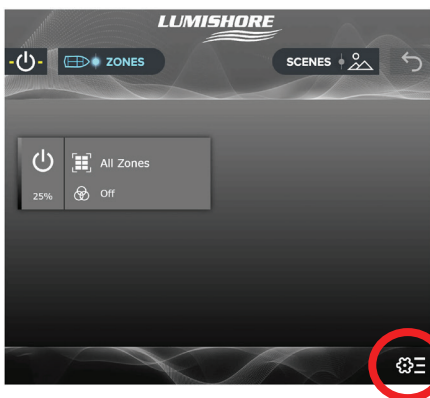 LUMISHORE
ZONES
SCENES
All Zones
25%
Off